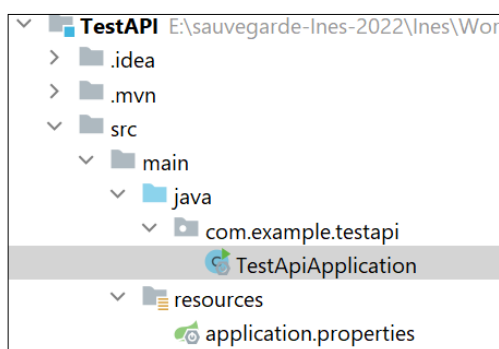 TestAPI E:\sauvegarde-Ines-2022\Ines\Wor
.idea
.mvn
src
main
java
com.example.testapi
TestApiApplication
resources
application.properties